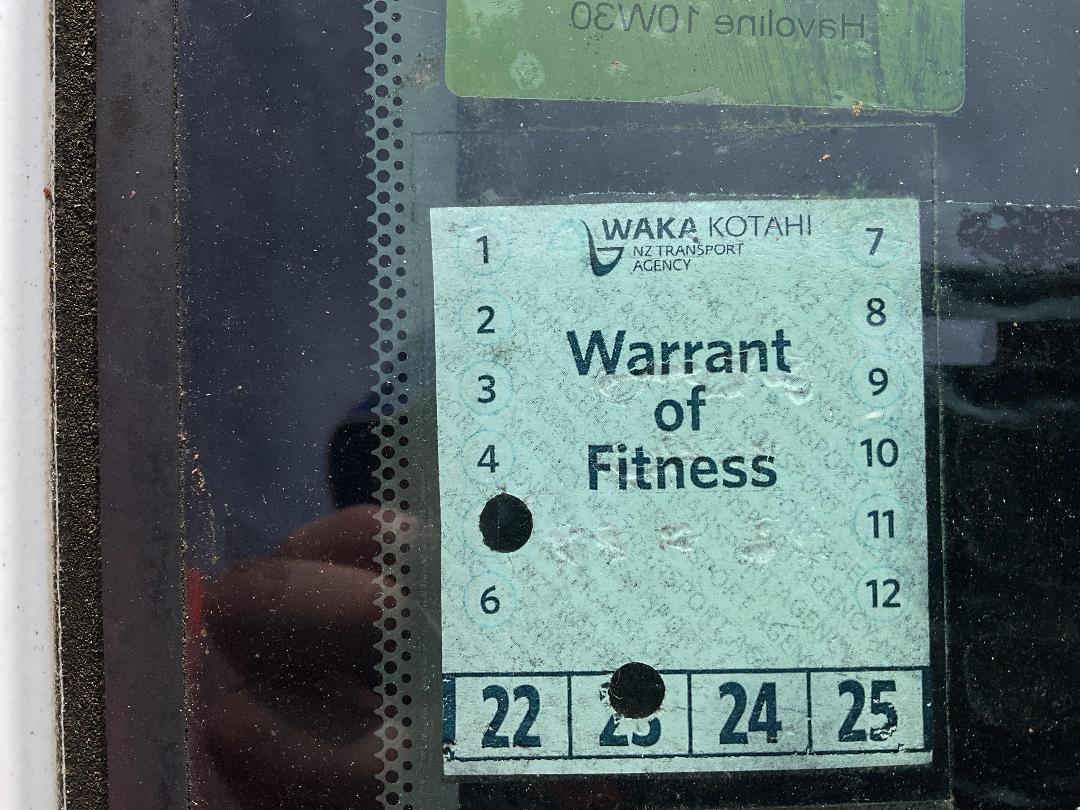 Havoline 10W30
1
WAKA KOTAHI
NZ TRANSPORT
AGENCY
7
2
8
Warrant
of
Fitness
3
9
4
10
11
6
12
22 23 24 25